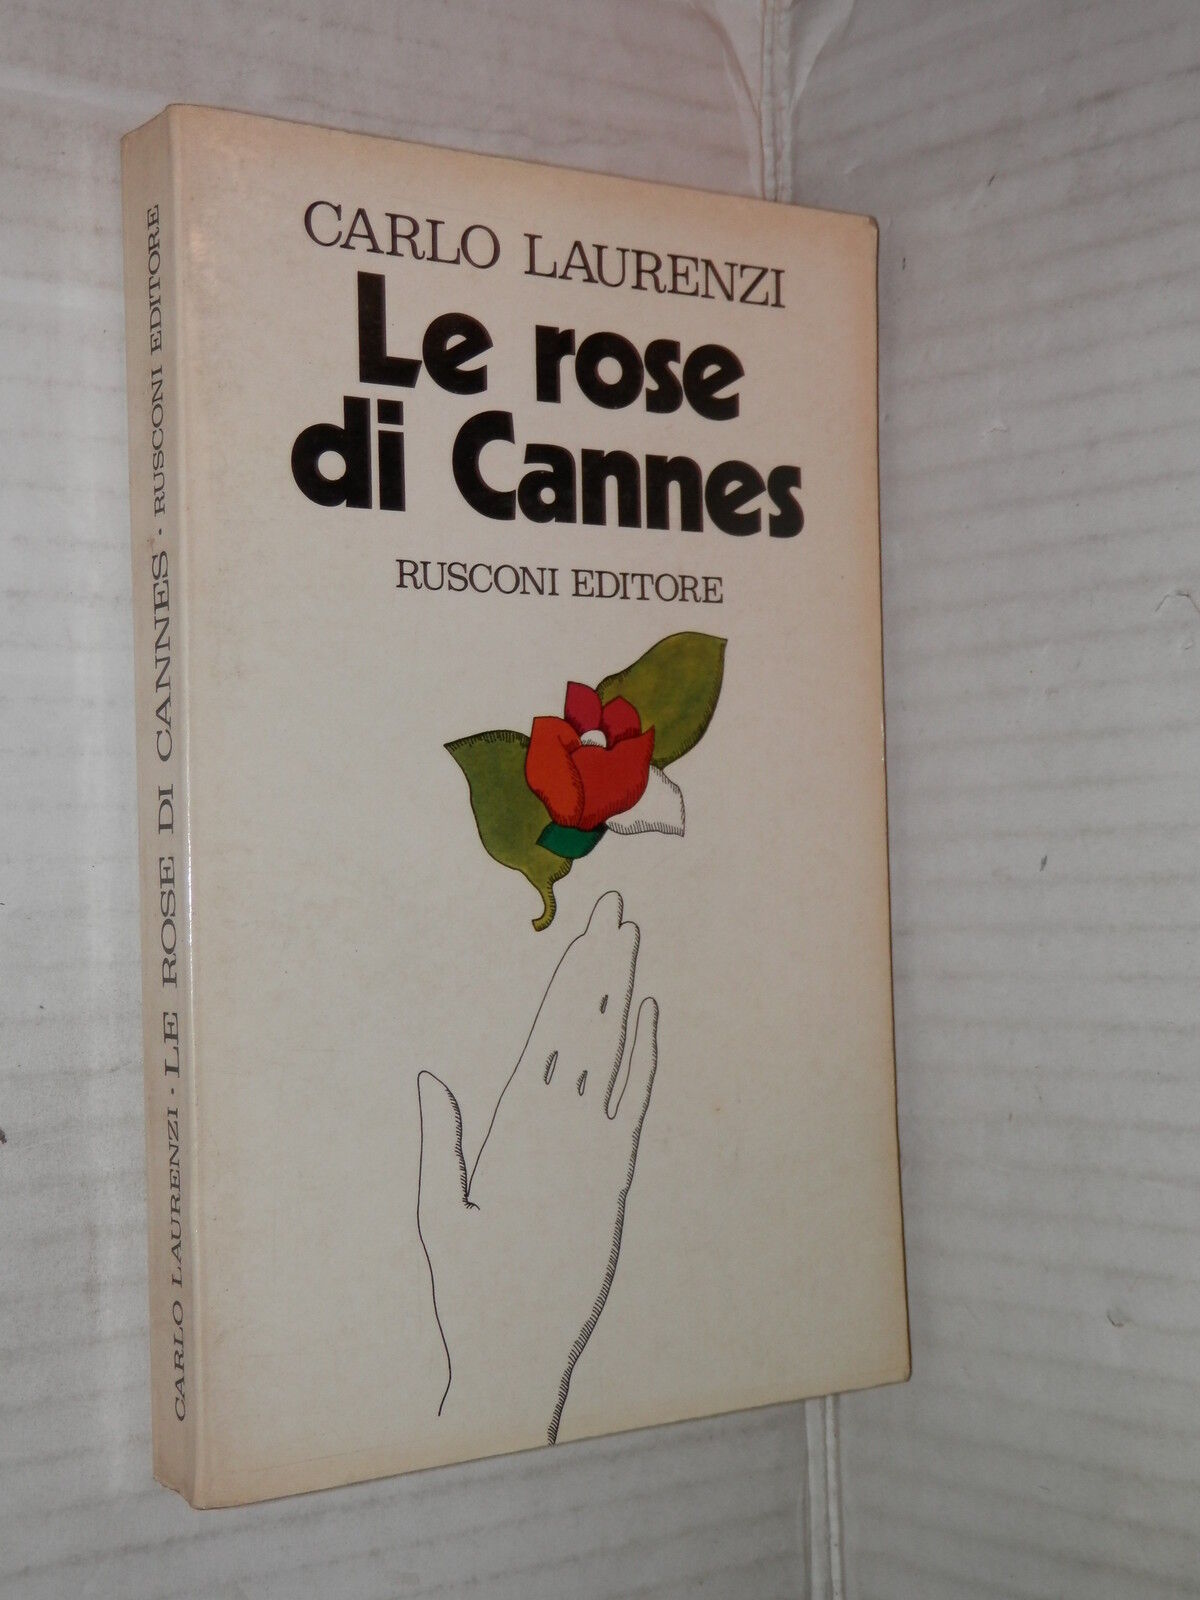 CARLO LAURENZI
Le rose
di Cannes
RUSCONI EDITORE
CARLO LAURENZI · LE ROSE DI CANNES · RUSCONI EDITORE